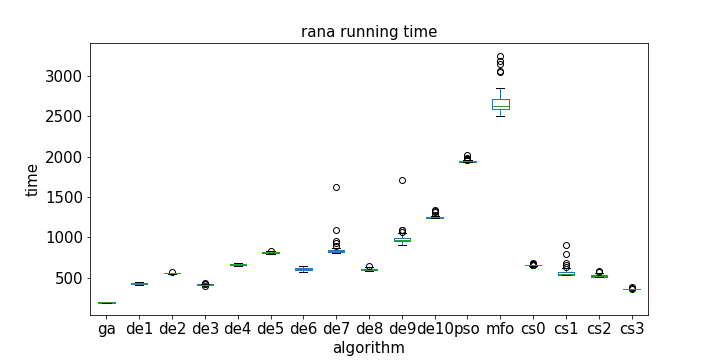 rana running time
3000
2500
2000
1500
1000
500
time
ga de1 de2 de3 de4 de5 de6 de7 de8 de9 de10 pso mfo cs0 cs1 cs2 cs3
algorithm